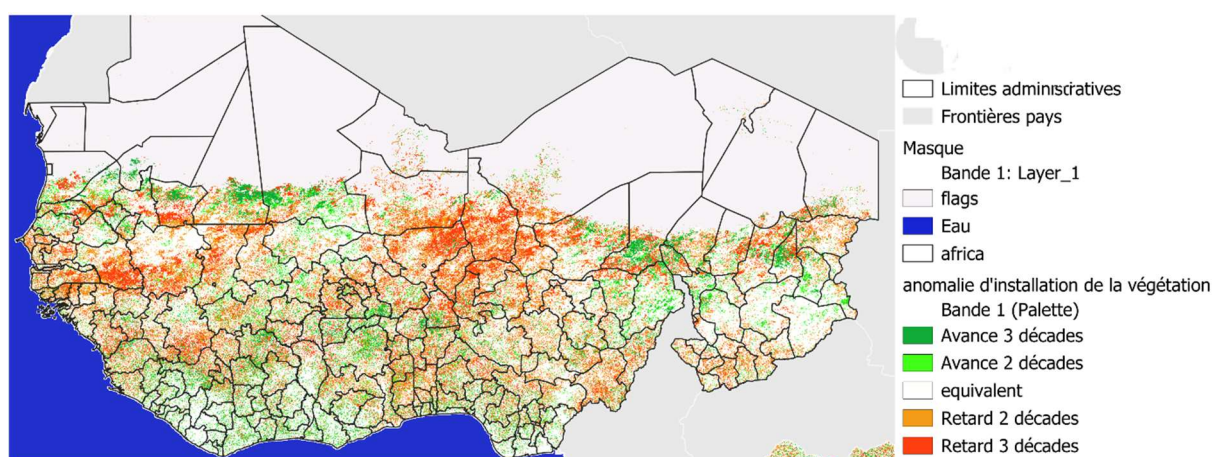 Limites adminisciratives
Frontières pays
Masque
Bande 1: Layer_1
flags
Eau
africa
anomalie d'installation de la végétation
Bande 1 (Palette)
Avance 3 décades
Avance 2 décades
equivalent
Retard 2 décades
Retard 3 décades